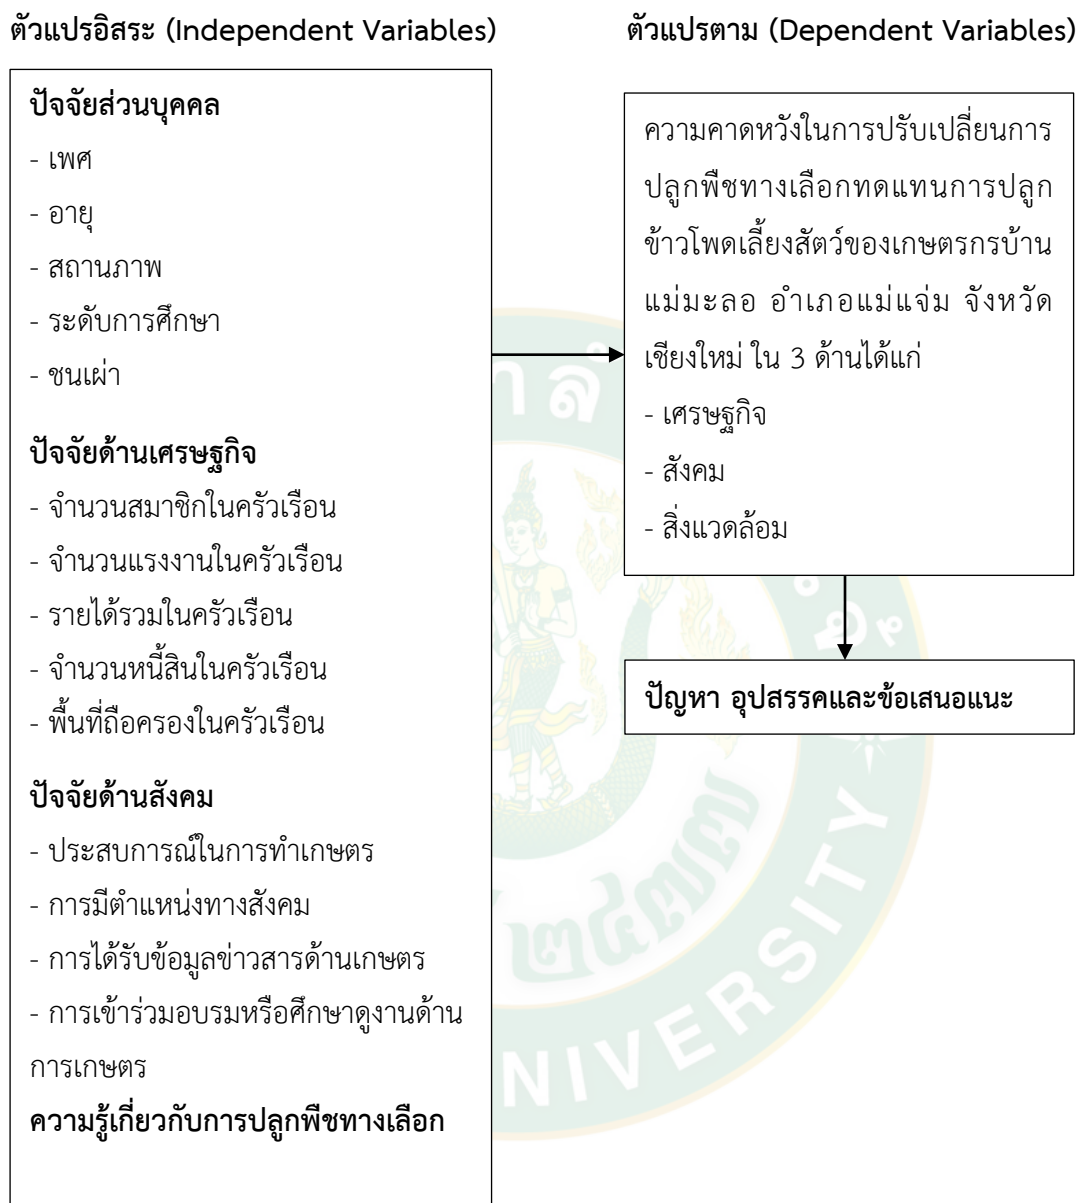 ตัวแปรอิสระ (Independent Variables)
ปัจจัยส่วนบุคคล
- เพศ
- อายุ
- สถานภาพ
- ระดับการศึกษา
- ชนเผ่า
ปัจจัยด้านเศรษฐกิจ
- จำนวนสมาชิกในครัวเรือน
- จำนวนแรงงานในครัวเรือน
- รายได้รวมในครัวเรือน
- จำนวนหนี้สินในครัวเรือน
- พื้นที่ถือครองในครัวเรือน
ปัจจัยด้านสังคม
- ประสบการณ์ในการทำเกษตร
- การมีตำแหน่งทางสังคม
- การได้รับข้อมูลข่าวสารด้านเกษตร
- การเข้าร่วมอบรมหรือศึกษาดูงานด้าน
การเกษตร
ความรู้เกี่ยวกับการปลูกพืชทางเลือก
ตัวแปรตาม (Dependent Variables)
ความคาดหวังในการปรับเปลี่ยนการ
ปลูกพืชทางเลือกทดแทนการปลูก
ข้าวโพดเลี้ยงสัตว์ของเกษตรกรบ้าน
แม่มะลอ อำเภอแม่แจ่ม จังหวัด
เชียงใหม่ ใน 3 ด้านได้แก่
- เศรษฐกิจ
- สังคม
- สิ่งแวดล้อม
ปัญหา อุปสรรคและข้อเสนอแนะ
๒๔๗๗
NIVERSITY